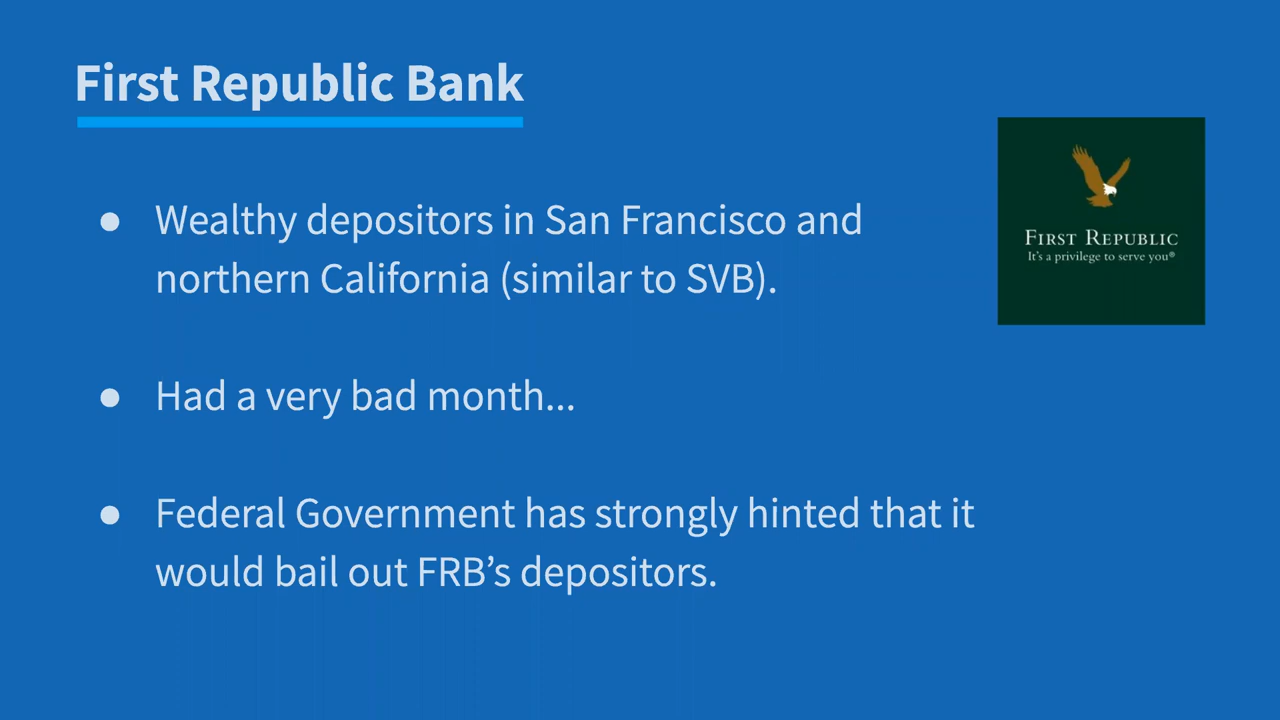 First Republic Bank
● Wealthy depositors in San Francisco and
northern California (similar to SVB).
FIRST REPUBLIC
It's a privilege to serve you®
● Had a very bad month...
● Federal Government has strongly hinted that it
would bail out FRB’s depositors.